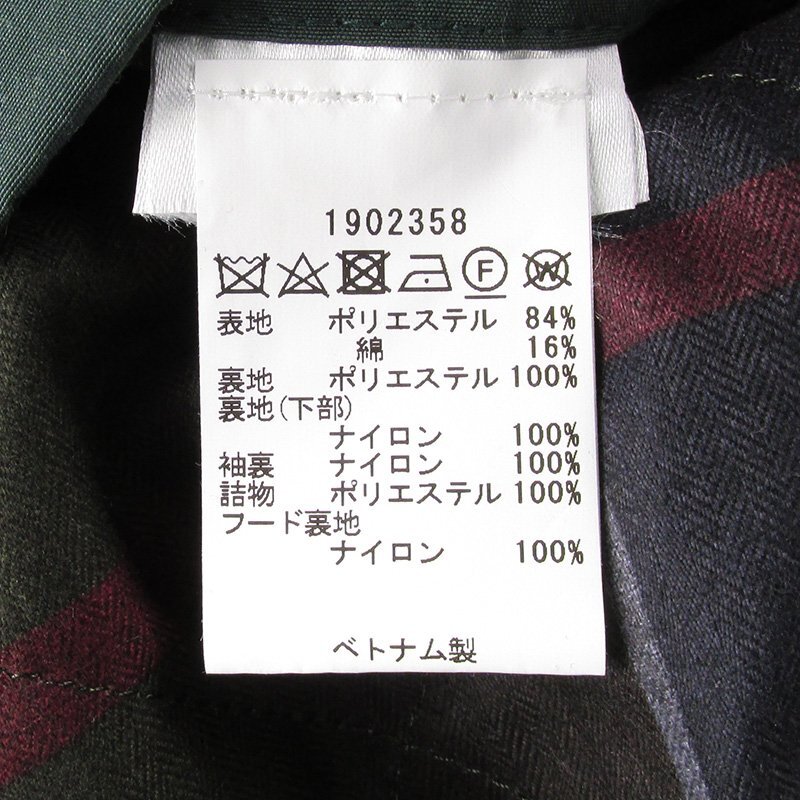 1902358
F W
表地 ポリエステル 84%
綿 16%
裏地 ポリエステル 100%
裏地(下部)
ナイロン 100%
袖裏 ナイロン 100%
詰物 ポリエステル 100%
フード裏地
ナイロン 100%
ベトナム製